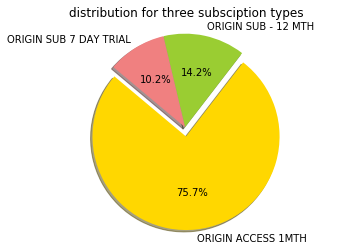 distribution for three subsciption types
ORIGIN SUB - 12 MTH
ORIGIN SUB 7 DAY TRIAL
14.2%
10.2%
75.7%
ORIGIN ACCESS 1MTH